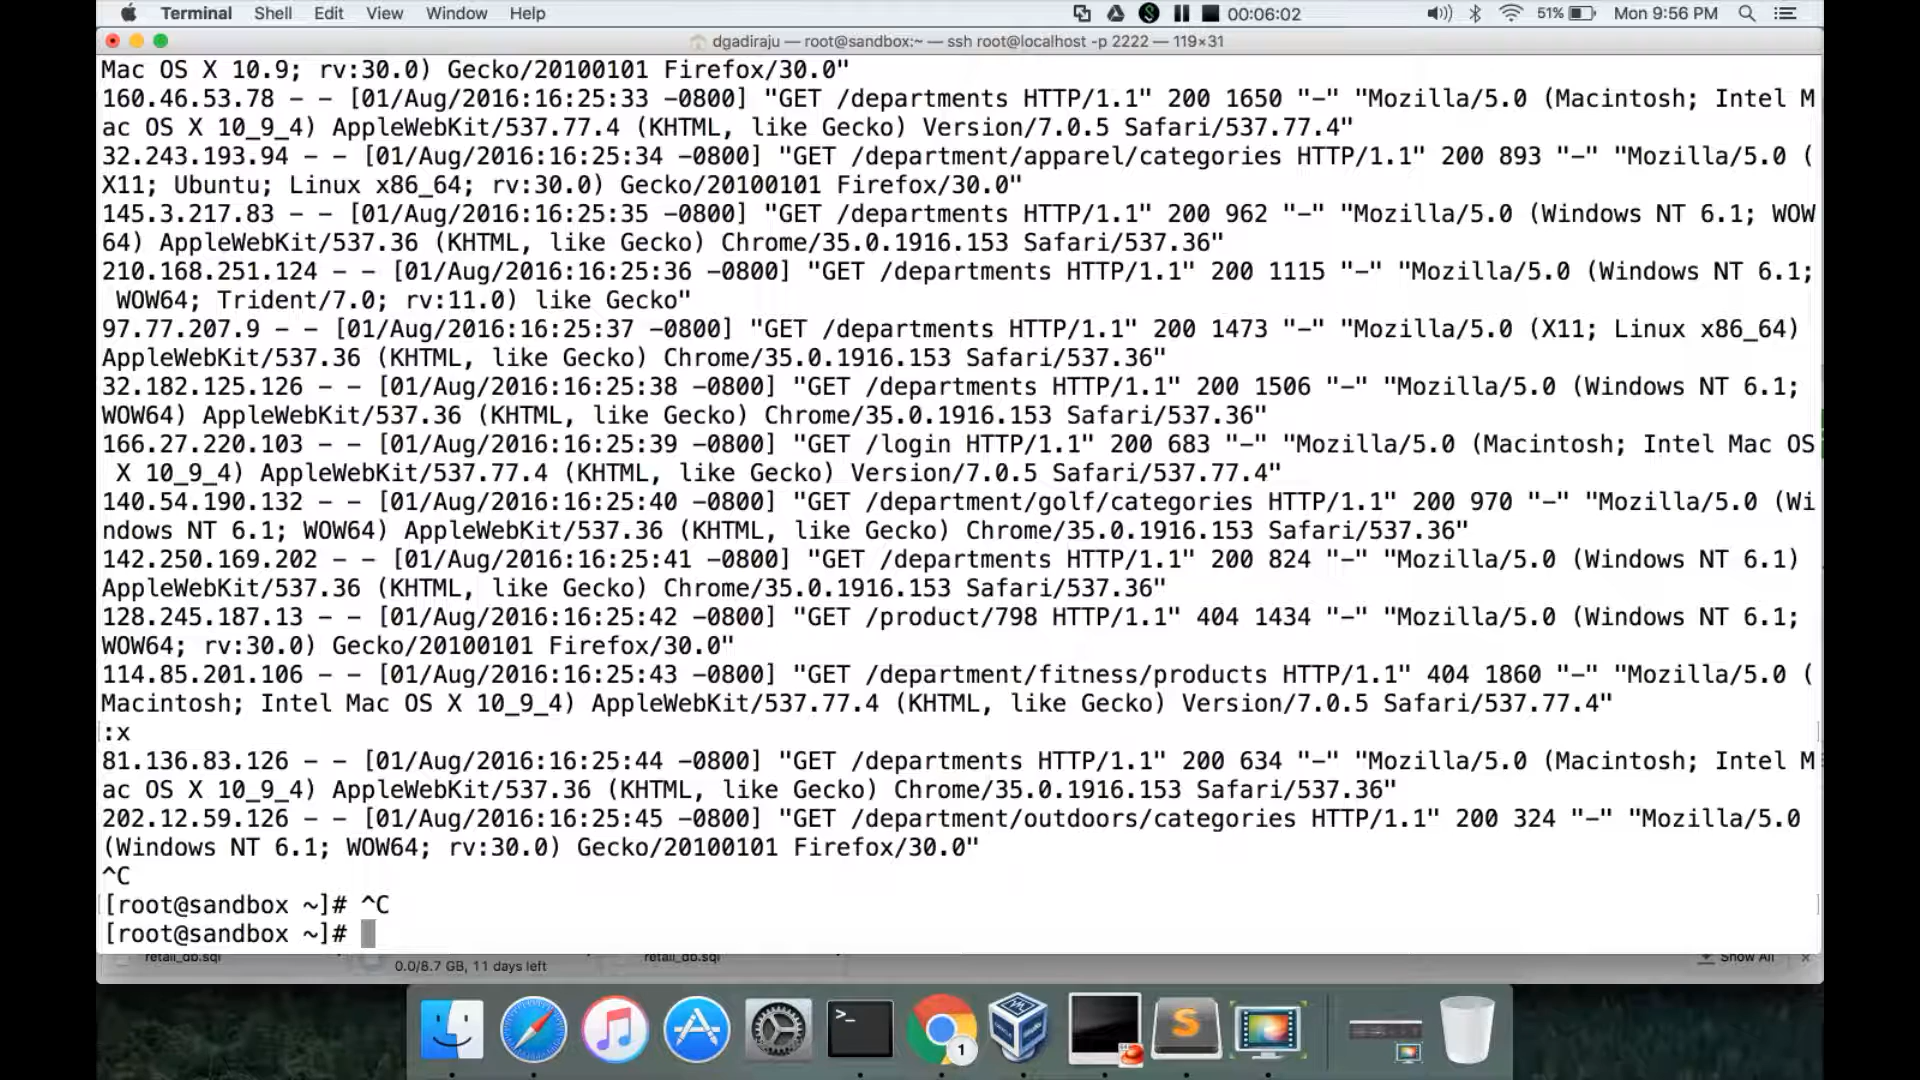 Terminal Shell Edit View Window Help 00:06:02 51% Mon 9:56 PM
dgadiraju — root@sandbox:~ — ssh root@localhost -p 2222 — 119×31
Mac OS X 10.9; rv:30.0) Gecko/20100101 Firefox/30.0"
160.46.53.78 - - [01/Aug/2016:16:25:33 -0800] "GET /departments HTTP/1.1" 200 1650 "-" "Mozilla/5.0 (Macintosh; Intel M
ac OS X 10_9_4) AppleWebKit/537.77.4 (KHTML, like Gecko) Version/7.0.5 Safari/537.77.4"
32.243.193.94 - - [01/Aug/2016:16:25:34 -0800] "GET /department/apparel/categories HTTP/1.1" 200 893 "-" "Mozilla/5.0 (
X11; Ubuntu; Linux x86_64; rv:30.0) Gecko/20100101 Firefox/30.0"
145.3.217.83 - - [01/Aug/2016:16:25:35 -0800] "GET /departments HTTP/1.1" 200 962 "-" "Mozilla/5.0 (Windows NT 6.1; WOW
64) AppleWebKit/537.36 (KHTML, like Gecko) Chrome/35.0.1916.153 Safari/537.36"
210.168.251.124 - - [01/Aug/2016:16:25:36 -0800] "GET /departments HTTP/1.1" 200 1115 "-" "Mozilla/5.0 (Windows NT 6.1;
WOW64; Trident/7.0; rv:11.0) like Gecko"
97.77.207.9 - - [01/Aug/2016:16:25:37 -0800] "GET /departments HTTP/1.1" 200 1473 "-" "Mozilla/5.0 (X11; Linux x86_64)
AppleWebKit/537.36 (KHTML, like Gecko) Chrome/35.0.1916.153 Safari/537.36"
32.182.125.126 - - [01/Aug/2016:16:25:38 -0800] "GET /departments HTTP/1.1" 200 1506 "-" "Mozilla/5.0 (Windows NT 6.1;
WOW64) AppleWebKit/537.36 (KHTML, like Gecko) Chrome/35.0.1916.153 Safari/537.36"
166.27.220.103 - - [01/Aug/2016:16:25:39 -0800] "GET /login HTTP/1.1" 200 683 "-" "Mozilla/5.0 (Macintosh; Intel Mac OS
X 10_9_4) AppleWebKit/537.77.4 (KHTML, like Gecko) Version/7.0.5 Safari/537.77.4"
140.54.190.132 - - [01/Aug/2016:16:25:40 -0800] "GET /department/golf/categories HTTP/1.1" 200 970 "-" "Mozilla/5.0 (Wi
ndows NT 6.1; WOW64) AppleWebKit/537.36 (KHTML, like Gecko) Chrome/35.0.1916.153 Safari/537.36"
142.250.169.202 - - [01/Aug/2016:16:25:41 -0800] "GET /departments HTTP/1.1" 200 824 "-" "Mozilla/5.0 (Windows NT 6.1)
AppleWebKit/537.36 (KHTML, like Gecko) Chrome/35.0.1916.153 Safari/537.36"
128.245.187.13 - - [01/Aug/2016:16:25:42 -0800] "GET /product/798 HTTP/1.1" 404 1434 "-" "Mozilla/5.0 (Windows NT 6.1;
WOW64; rv:30.0) Gecko/20100101 Firefox/30.0"
114.85.201.106 - - [01/Aug/2016:16:25:43 -0800] "GET /department/fitness/products HTTP/1.1" 404 1860 "-" "Mozilla/5.0 (
Macintosh; Intel Mac OS X 10_9_4) AppleWebKit/537.77.4 (KHTML, like Gecko) Version/7.0.5 Safari/537.77.4"
:x
81.136.83.126 - - [01/Aug/2016:16:25:44 -0800] "GET /departments HTTP/1.1" 200 634 "-" "Mozilla/5.0 (Macintosh; Intel M
ac OS X 10_9_4) AppleWebKit/537.36 (KHTML, like Gecko) Chrome/35.0.1916.153 Safari/537.36"
202.12.59.126 - - [01/Aug/2016:16:25:45 -0800] "GET /department/outdoors/categories HTTP/1.1" 200 324 "-" "Mozilla/5.0
(Windows NT 6.1; WOW64; rv:30.0) Gecko/20100101 Firefox/30.0"
^C
[root@sandbox ~]# ^C
[root@sandbox ~]#
retail_db.sql 0.0/8.7 GB, 11 days left retail_db.sql Show All
>_ 1 S